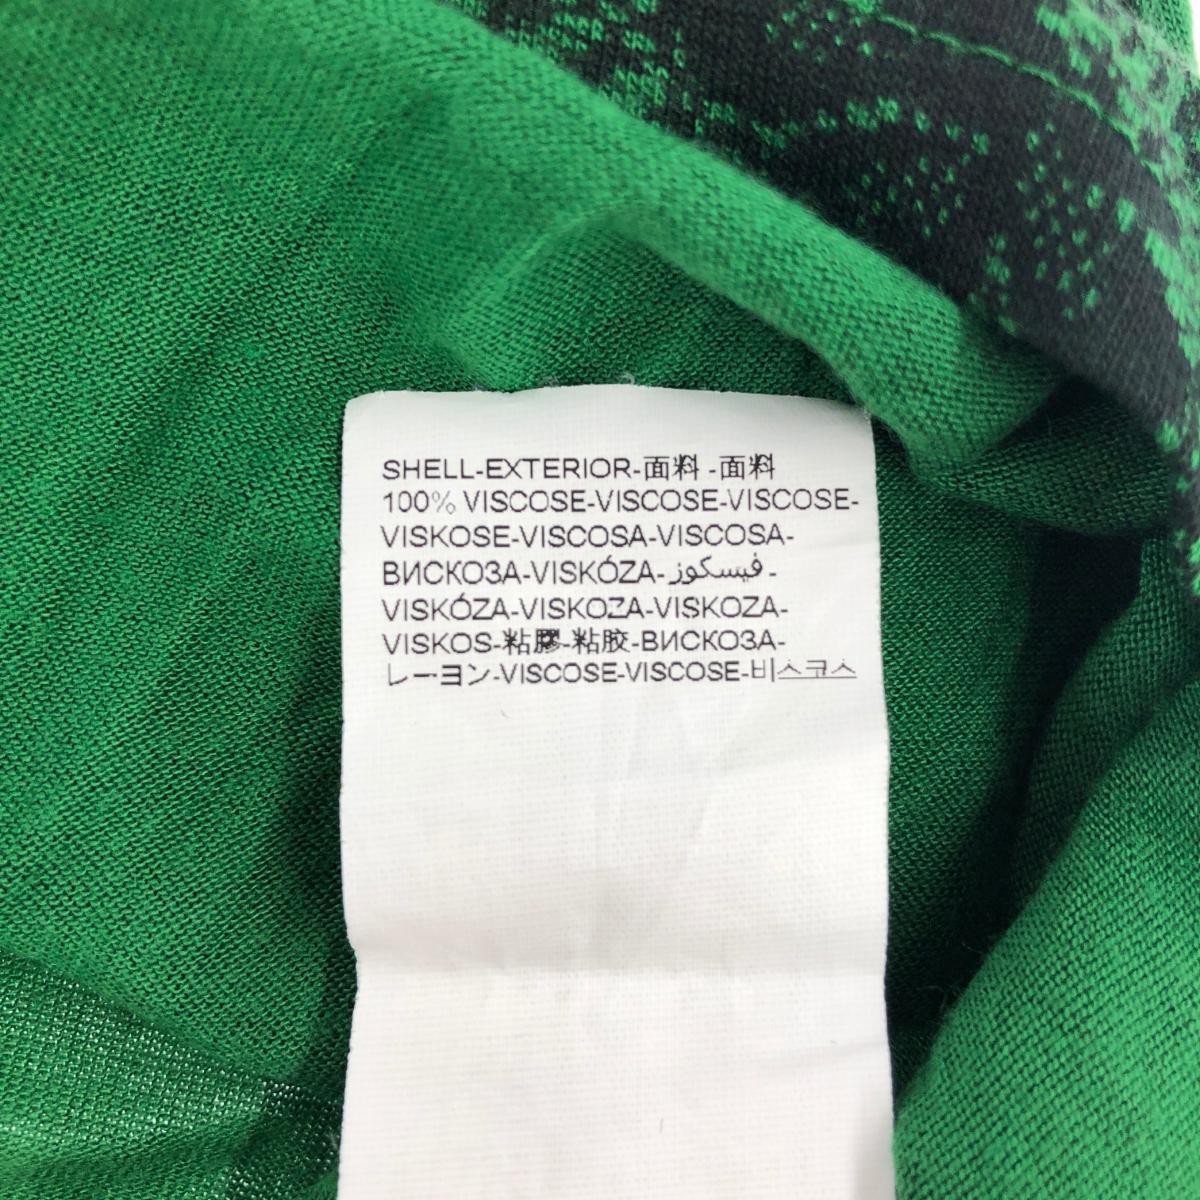 SHELL-EXTERIOR-面料 -面料
100% VISCOSE-VISCOSE-VISCOSE-
VISKOSE-VISCOSA-VISCOSA-
ВИСКОЗА-VISKÓZA-فيسكوز -
VISKÓZA-VISKOZA-VISKOZA-
VISKOS-粘膠-粘胶-ВИСКОЗА-
レーヨン-VISCOSE-VISCOSE-비스코스